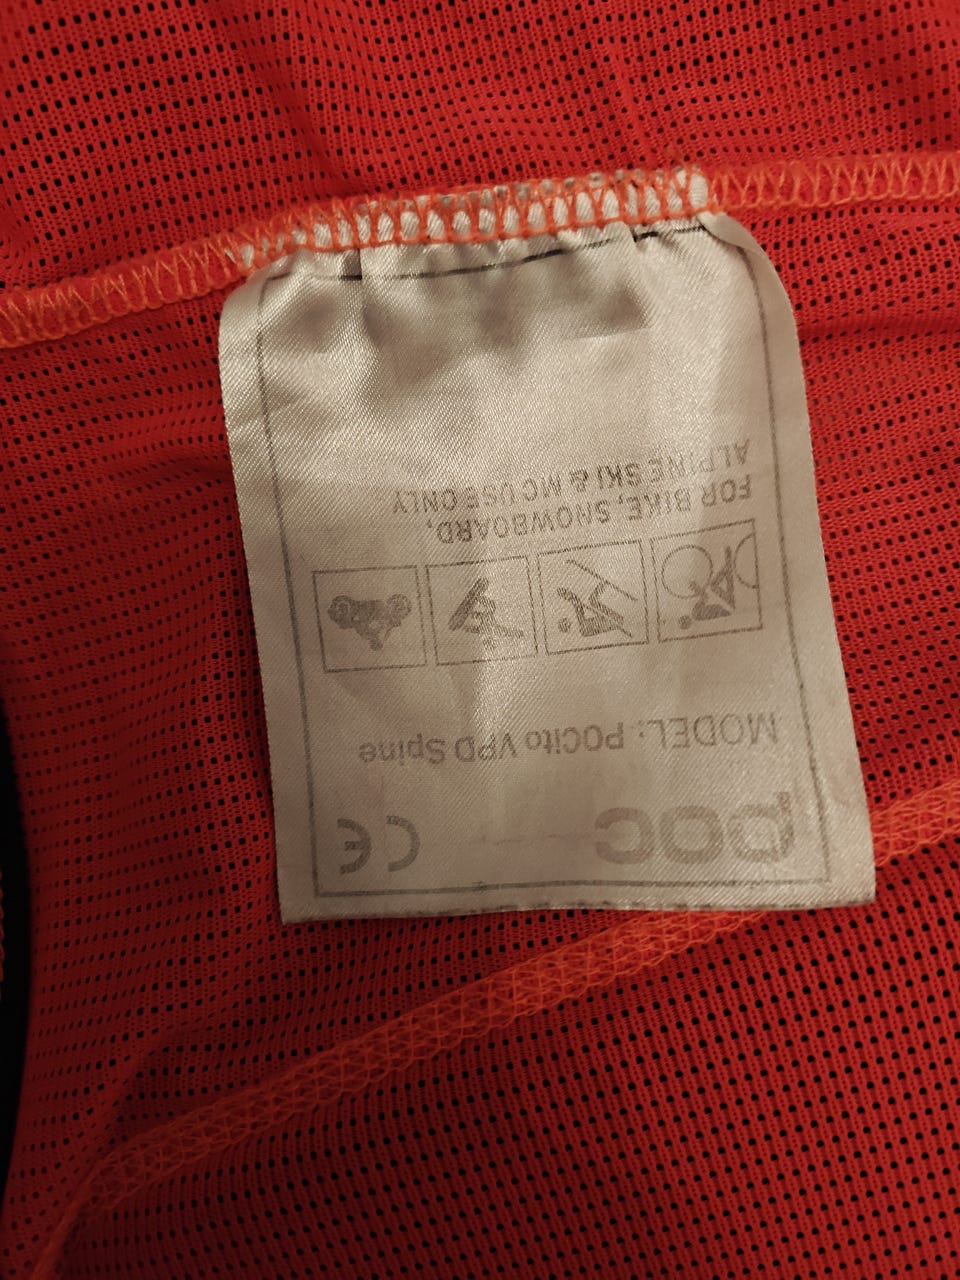 poc CE
MODEL: POCito VPD Spine
FOR BIKE, SNOWBOARD,
ALPINE SKI & MC USE ONLY